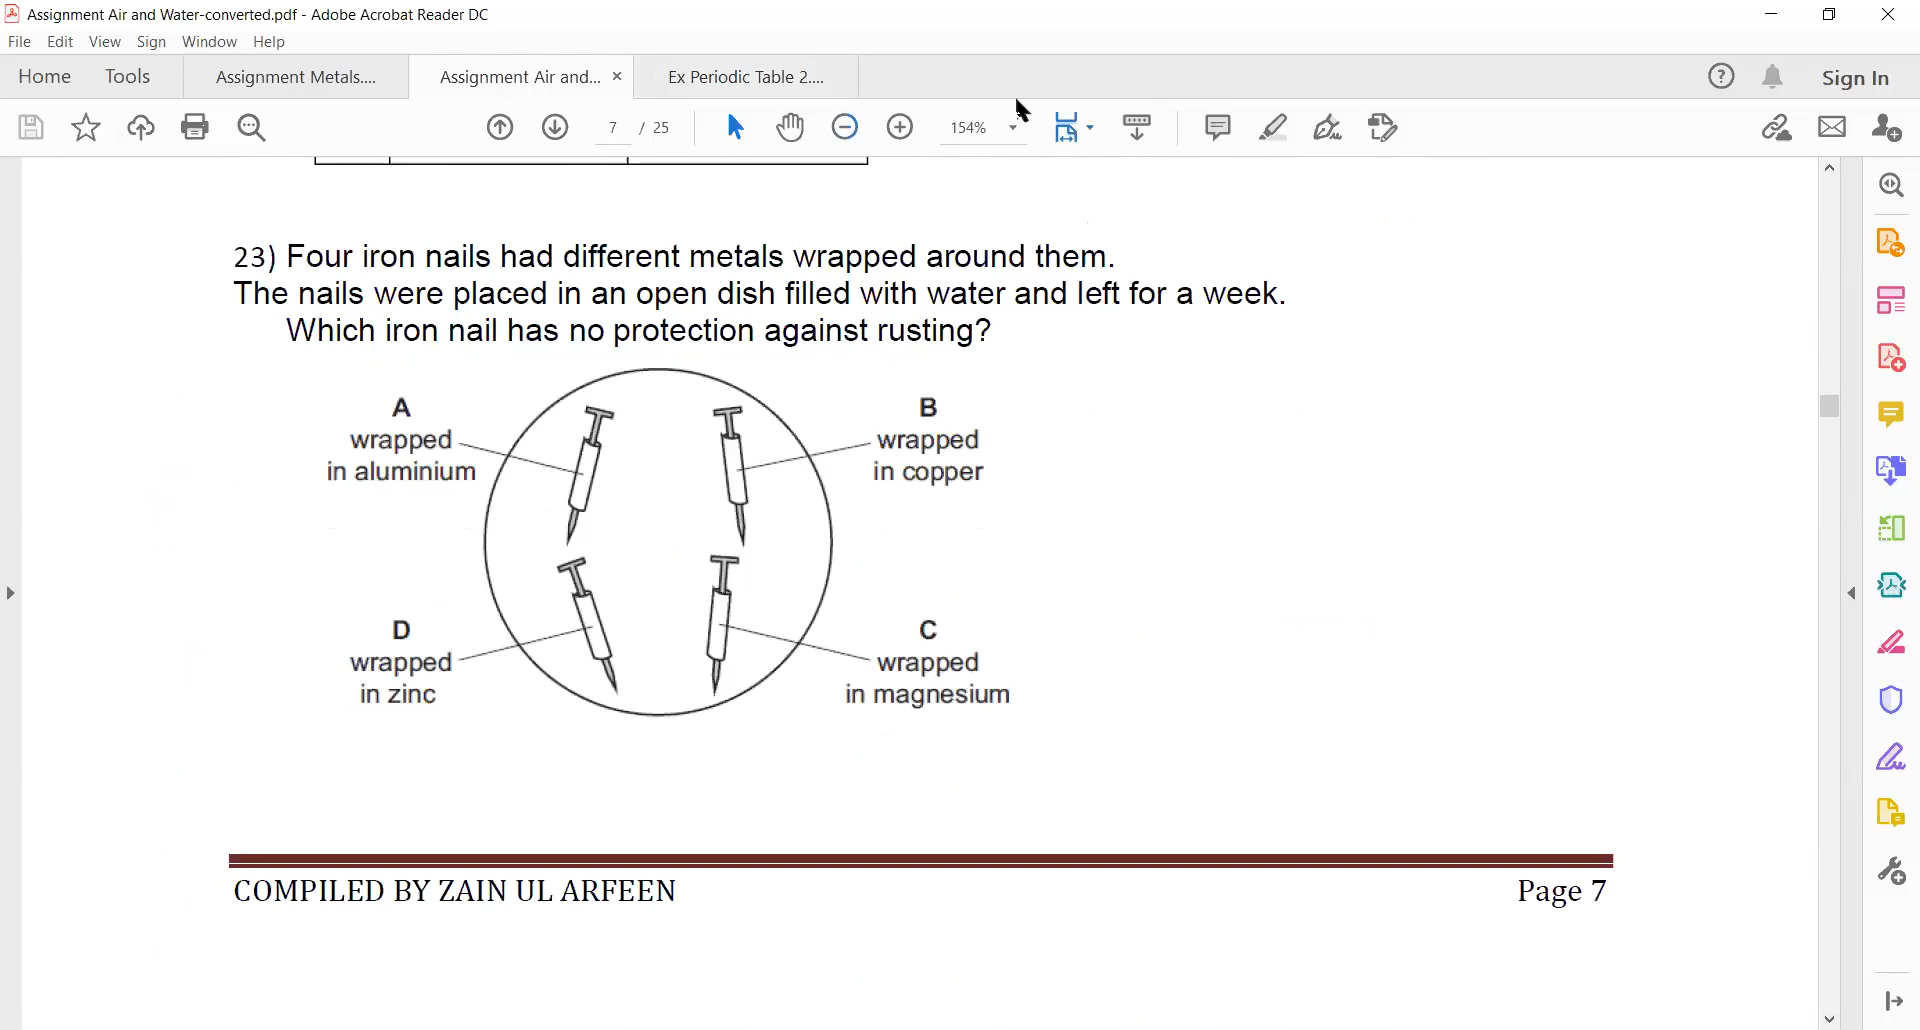 Assignment Air and Water-converted.pdf - Adobe Acrobat Reader DC
File Edit View Sign Window Help
Home Tools Assignment Metals.... Assignment Air and... × Ex Periodic Table 2.... Sign In
7 / 25 154%
23) Four iron nails had different metals wrapped around them.
The nails were placed in an open dish filled with water and left for a week.
Which iron nail has no protection against rusting?
A
wrapped
in aluminium
B
wrapped
in copper
D
wrapped
in zinc
C
wrapped
in magnesium
COMPILED BY ZAIN UL ARFEEN Page 7